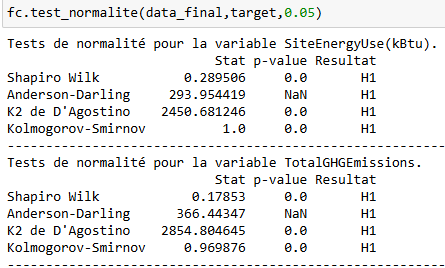 fc.test_normalite(data_final,target,0.05)
Tests de normalité pour la variable SiteEnergyUse(kBtu).
Stat p-value Resultat
Shapiro Wilk 0.289506 0.0 H1
Anderson-Darling 293.954419 NaN H1
K2 de D'Agostino 2450.681246 0.0 H1
Kolmogorov-Smirnov 1.0 0.0 H1
--------------------------------------------------------
Tests de normalité pour la variable TotalGHGEmissions.
Stat p-value Resultat
Shapiro Wilk 0.17853 0.0 H1
Anderson-Darling 366.44347 NaN H1
K2 de D'Agostino 2854.804645 0.0 H1
Kolmogorov-Smirnov 0.969876 0.0 H1
--------------------------------------------------------